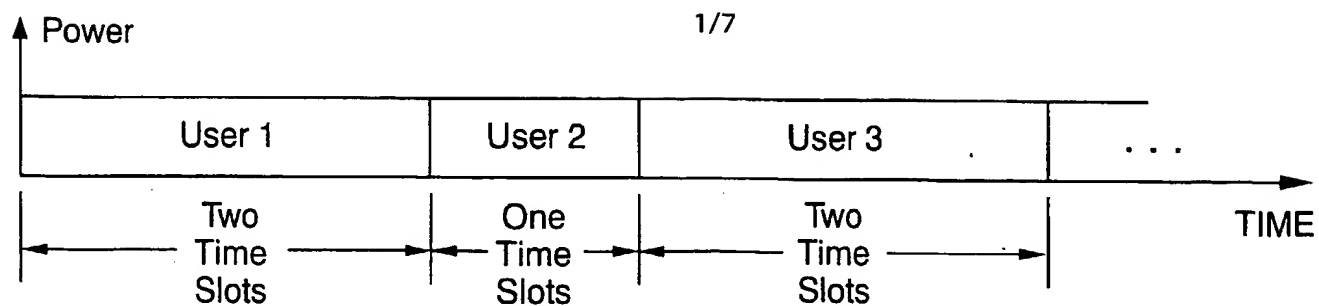 Power
1/7
User 1
User 2
User 3
. . .
TIME
Two
Time
Slots
One
Time
Slots
Two
Time
Slots